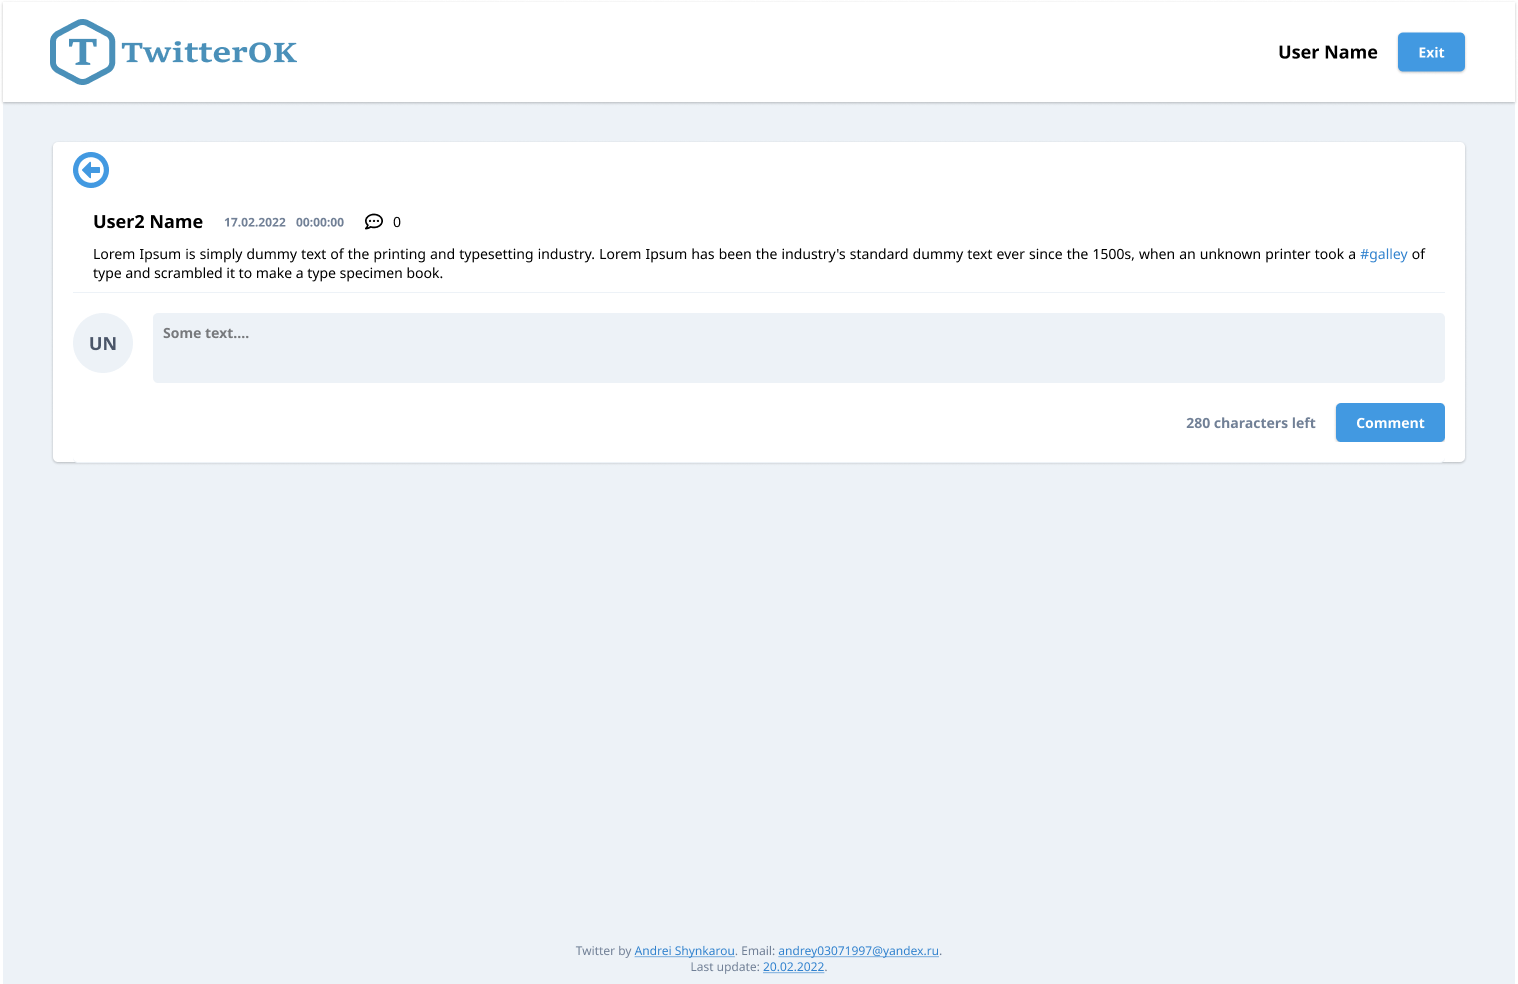 T TwitterOK
User Name
Exit
User2 Name 17.02.2022 00:00:00 0
Lorem Ipsum is simply dummy text of the printing and typesetting industry. Lorem Ipsum has been the industry's standard dummy text ever since the 1500s, when an unknown printer took a #galley of
type and scrambled it to make a type specimen book.
UN
Some text....
280 characters left
Comment
Twitter by Andrei Shynkarou. Email: andrey03071997@yandex.ru.
Last update: 20.02.2022.